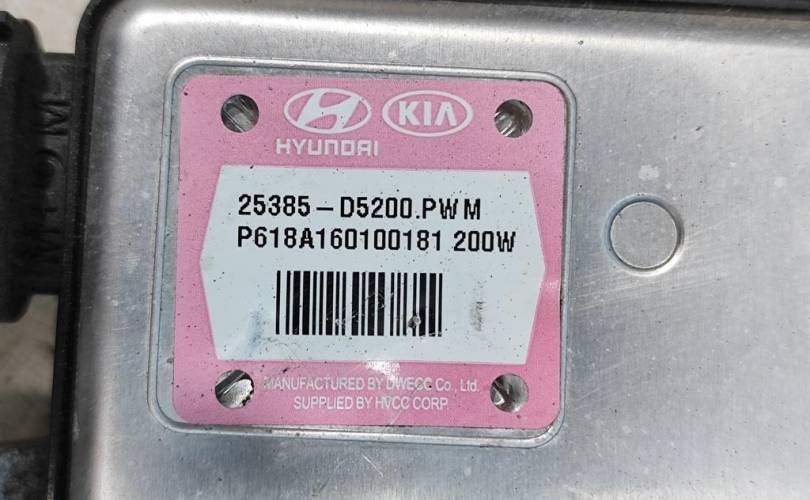 HYUNDAI
KIA
25385-D5200.PWM
P618A160100181 200W
MANUFACTURED BY DWECC Co., Ltd.
SUPPLIED BY HVCC CORP